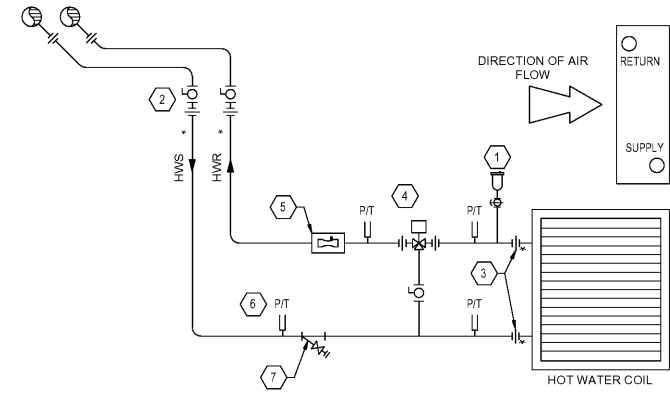 DIRECTION OF AIR
FLOW
RETURN
SUPPLY
2
*
*
HWS
HWR
1
4
5
P/T
P/T
3
6
P/T
P/T
7
*
*
HOT WATER COIL